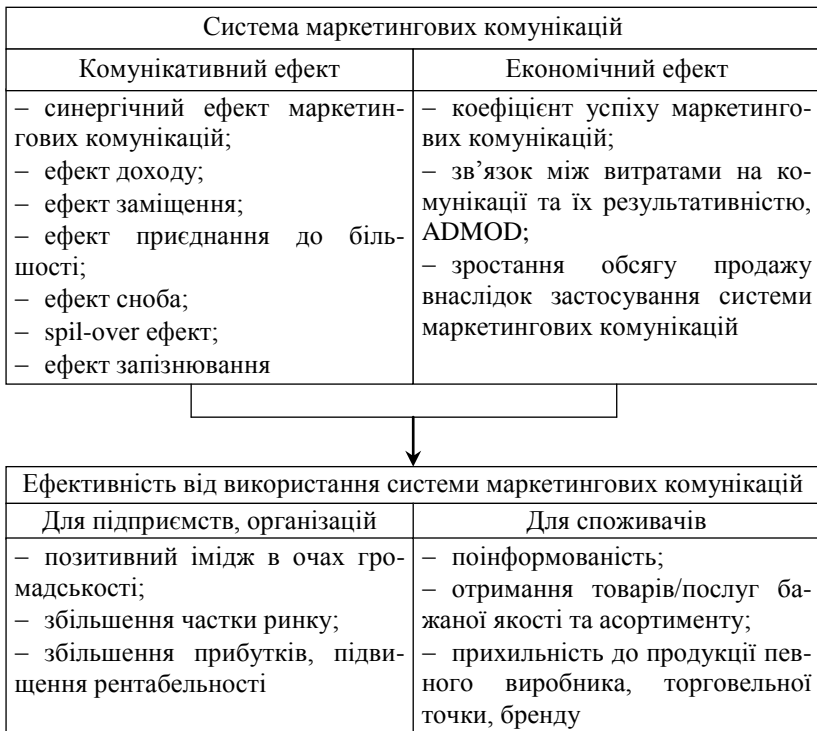 Система маркетингових комунікацій
Комунікативний ефект
– синергічний ефект маркетин-
гових комунікацій;
– ефект доходу;
– ефект заміщення;
– ефект приєднання до біль-
шості;
– ефект сноба;
– spil-over ефект;
– ефект запізнювання
Економічний ефект
– коефіцієнт успіху маркетинго-
вих комунікацій;
– зв’язок між витратами на ко-
мунікації та їх результативністю,
ADMOD;
– зростання обсягу продажу
внаслідок застосування системи
маркетингових комунікацій
Ефективність від використання системи маркетингових комунікацій
Для підприємств, організацій
– позитивний імідж в очах гро-
мадськості;
– збільшення частки ринку;
– збільшення прибутків, підви-
щення рентабельності
Для споживачів
– поінформованість;
– отримання товарів/послуг ба-
жаної якості та асортименту;
– прихильність до продукції пев-
ного виробника, торговельної
точки, бренду